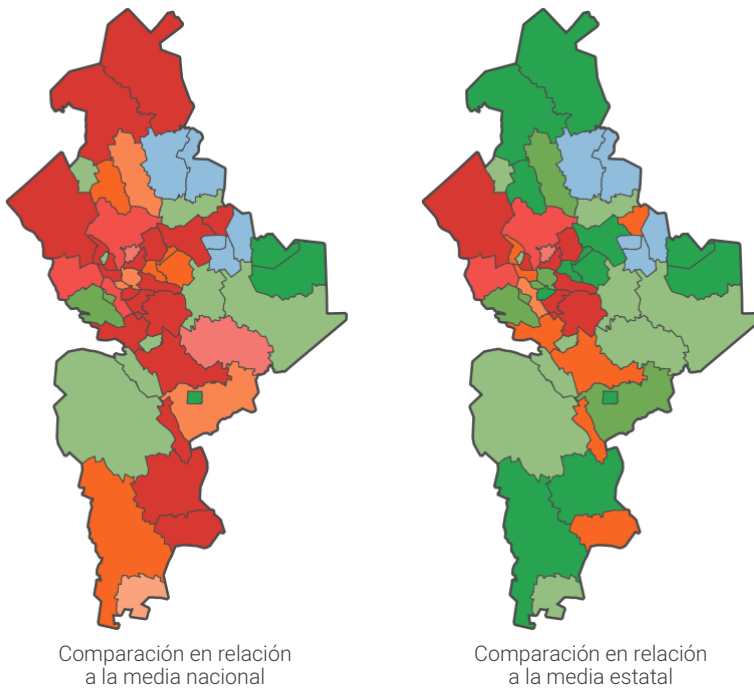 Comparación en relación
a la media nacional
Comparación en relación
a la media estatal